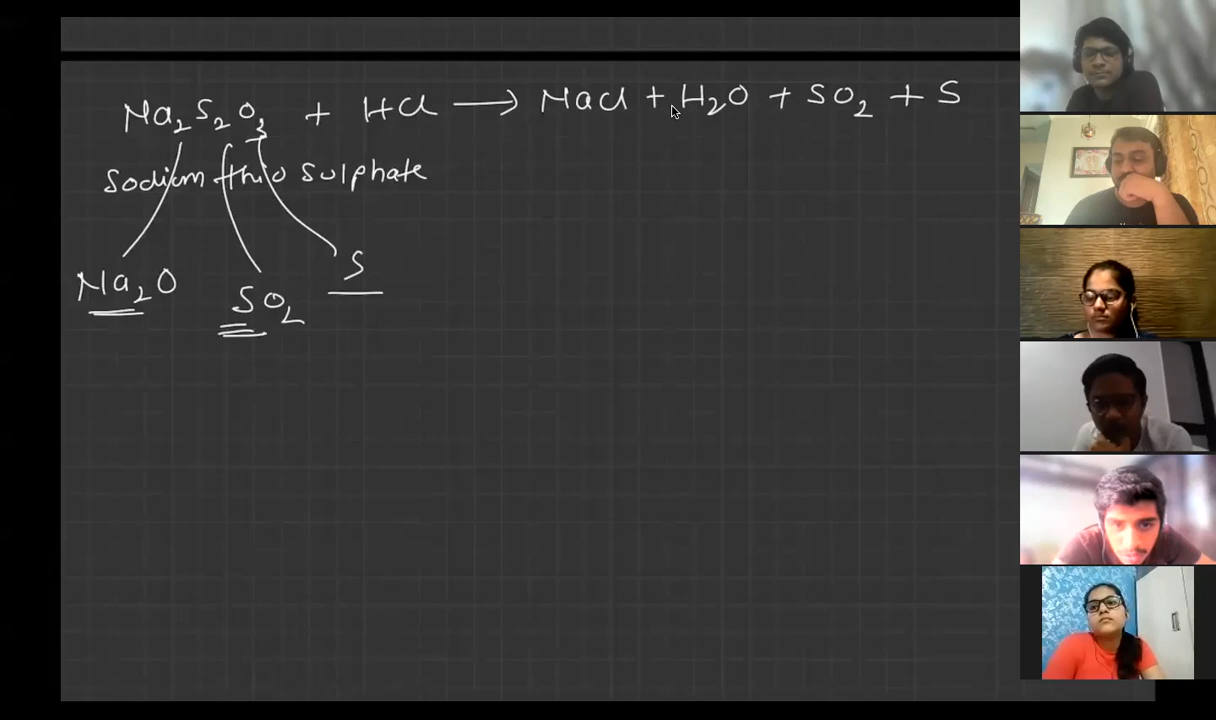 Na₂S₂O₃ + HCl ⟶ NaCl + H₂O + SO₂ + S
Sodium thio sulphate
Na₂O SO₂ S